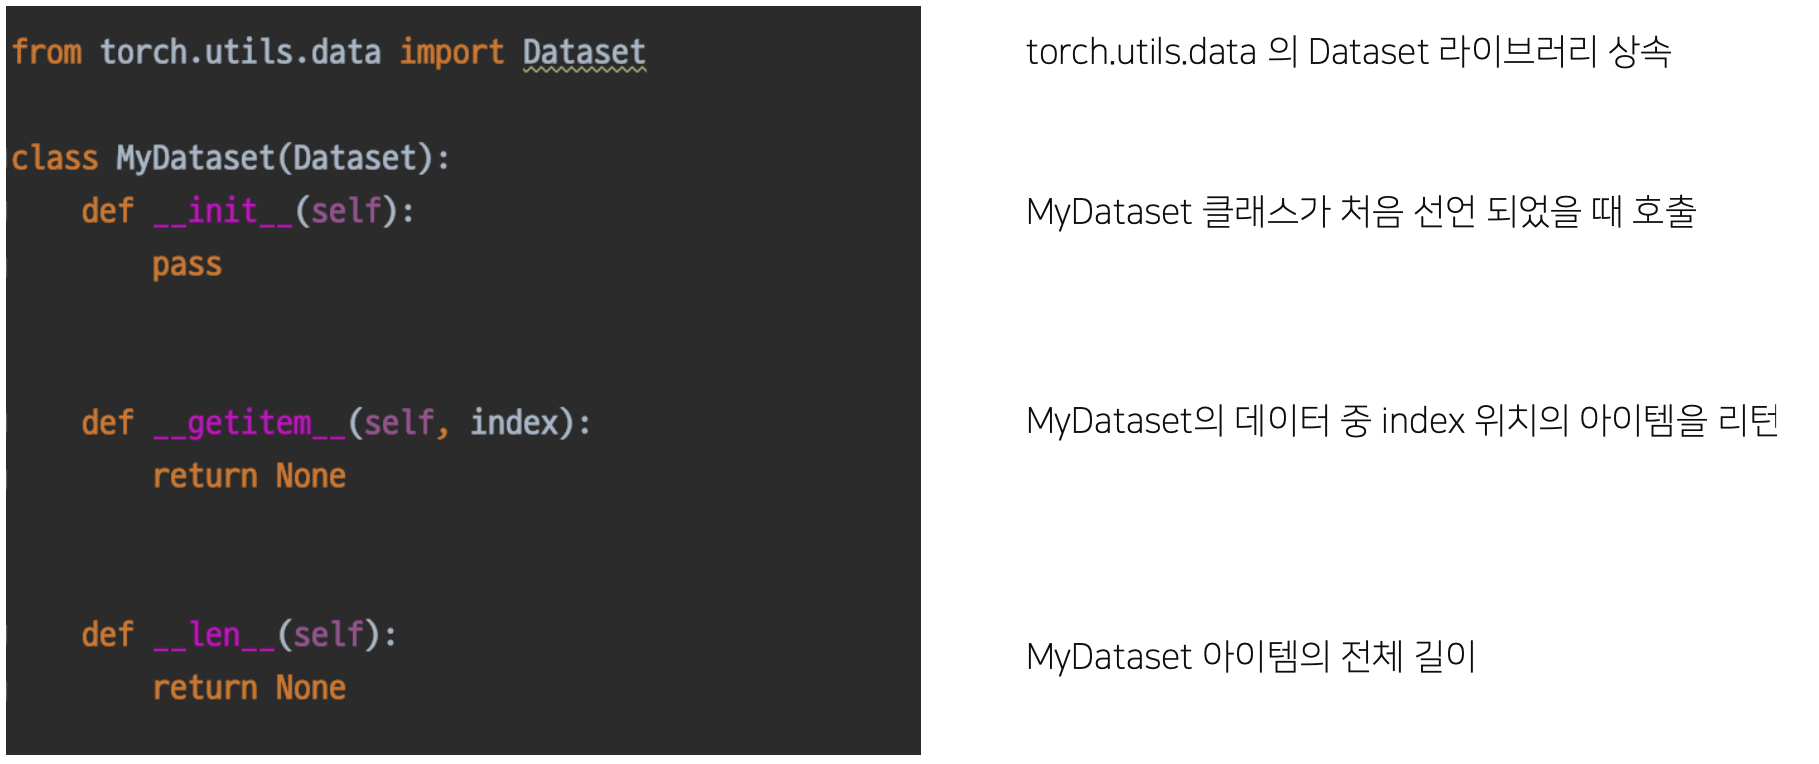 from torch.utils.data import Dataset
torch.utils.data 의 Dataset 라이브러리 상속
class MyDataset(Dataset):
def __init__(self):
MyDataset 클래스가 처음 선언 되었을 때 호출
pass
def __getitem__(self, index):
MyDataset의 데이터 중 index 위치의 아이템을 리턴
return None
def __len__(self):
MyDataset 아이템의 전체 길이
return None